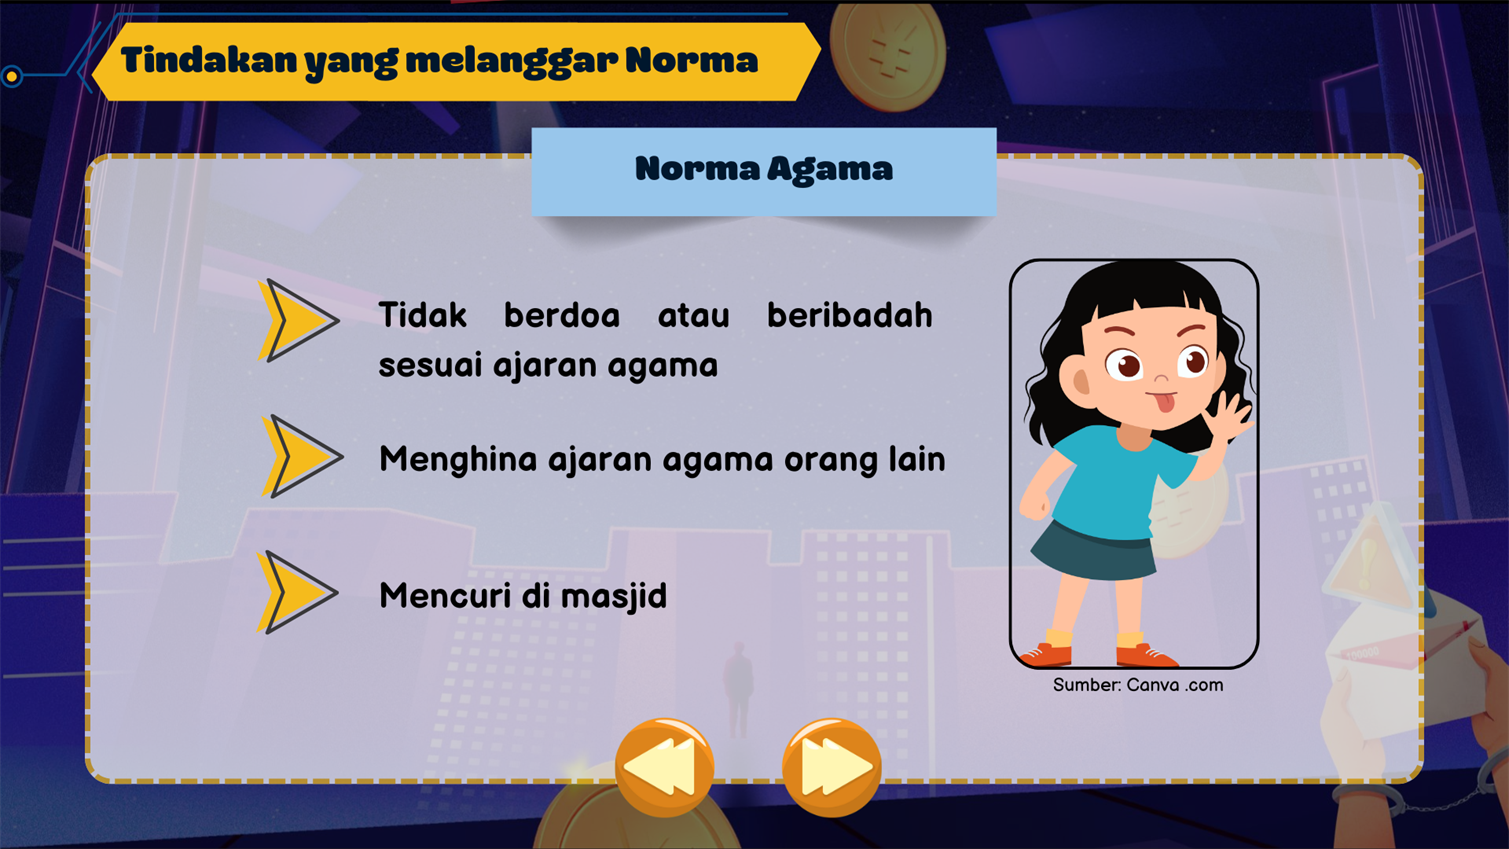 Tindakan yang melanggar Norma
Norma Agama
Tidak berdoa atau beribadah
sesuai ajaran agama
Menghina ajaran agama orang lain
Mencuri di masjid
Sumber: Canva .com